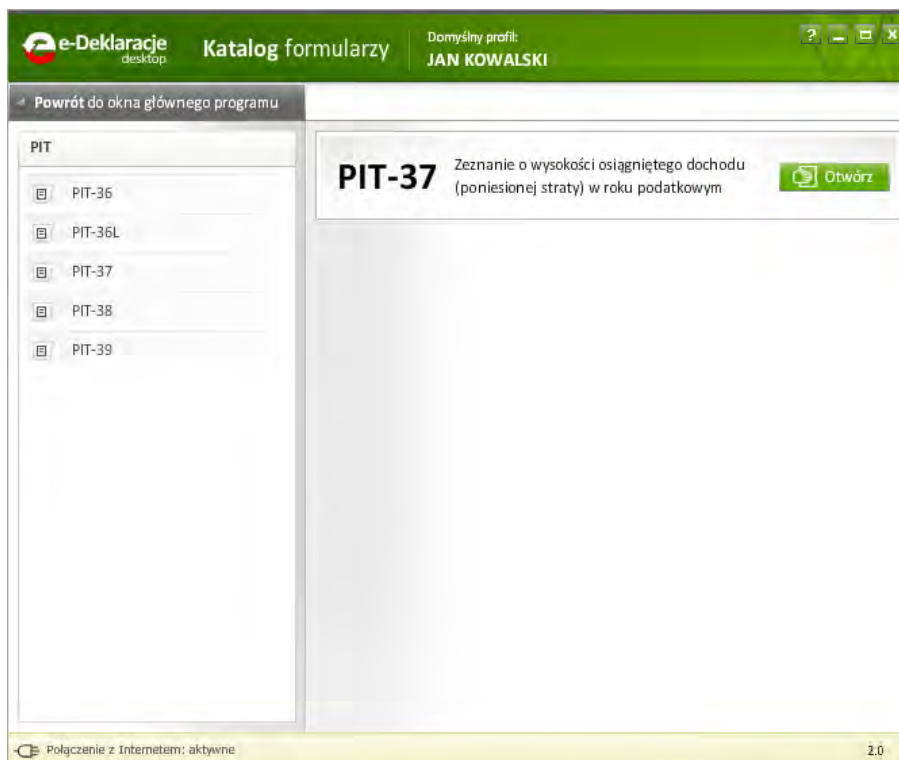 e-Deklaracje
desktop
Katalog formularzy
Domyślny profil:
JAN KOWALSKI
?
Powrót do okna głównego programu
PIT
PIT-36
PIT-36L
PIT-37
PIT-38
PIT-39
PIT-37
Zeznanie o wysokości osiągniętego dochodu
(poniesionej straty) w roku podatkowym
Otwórz
Połączenie z Internetem: aktywne
2.0